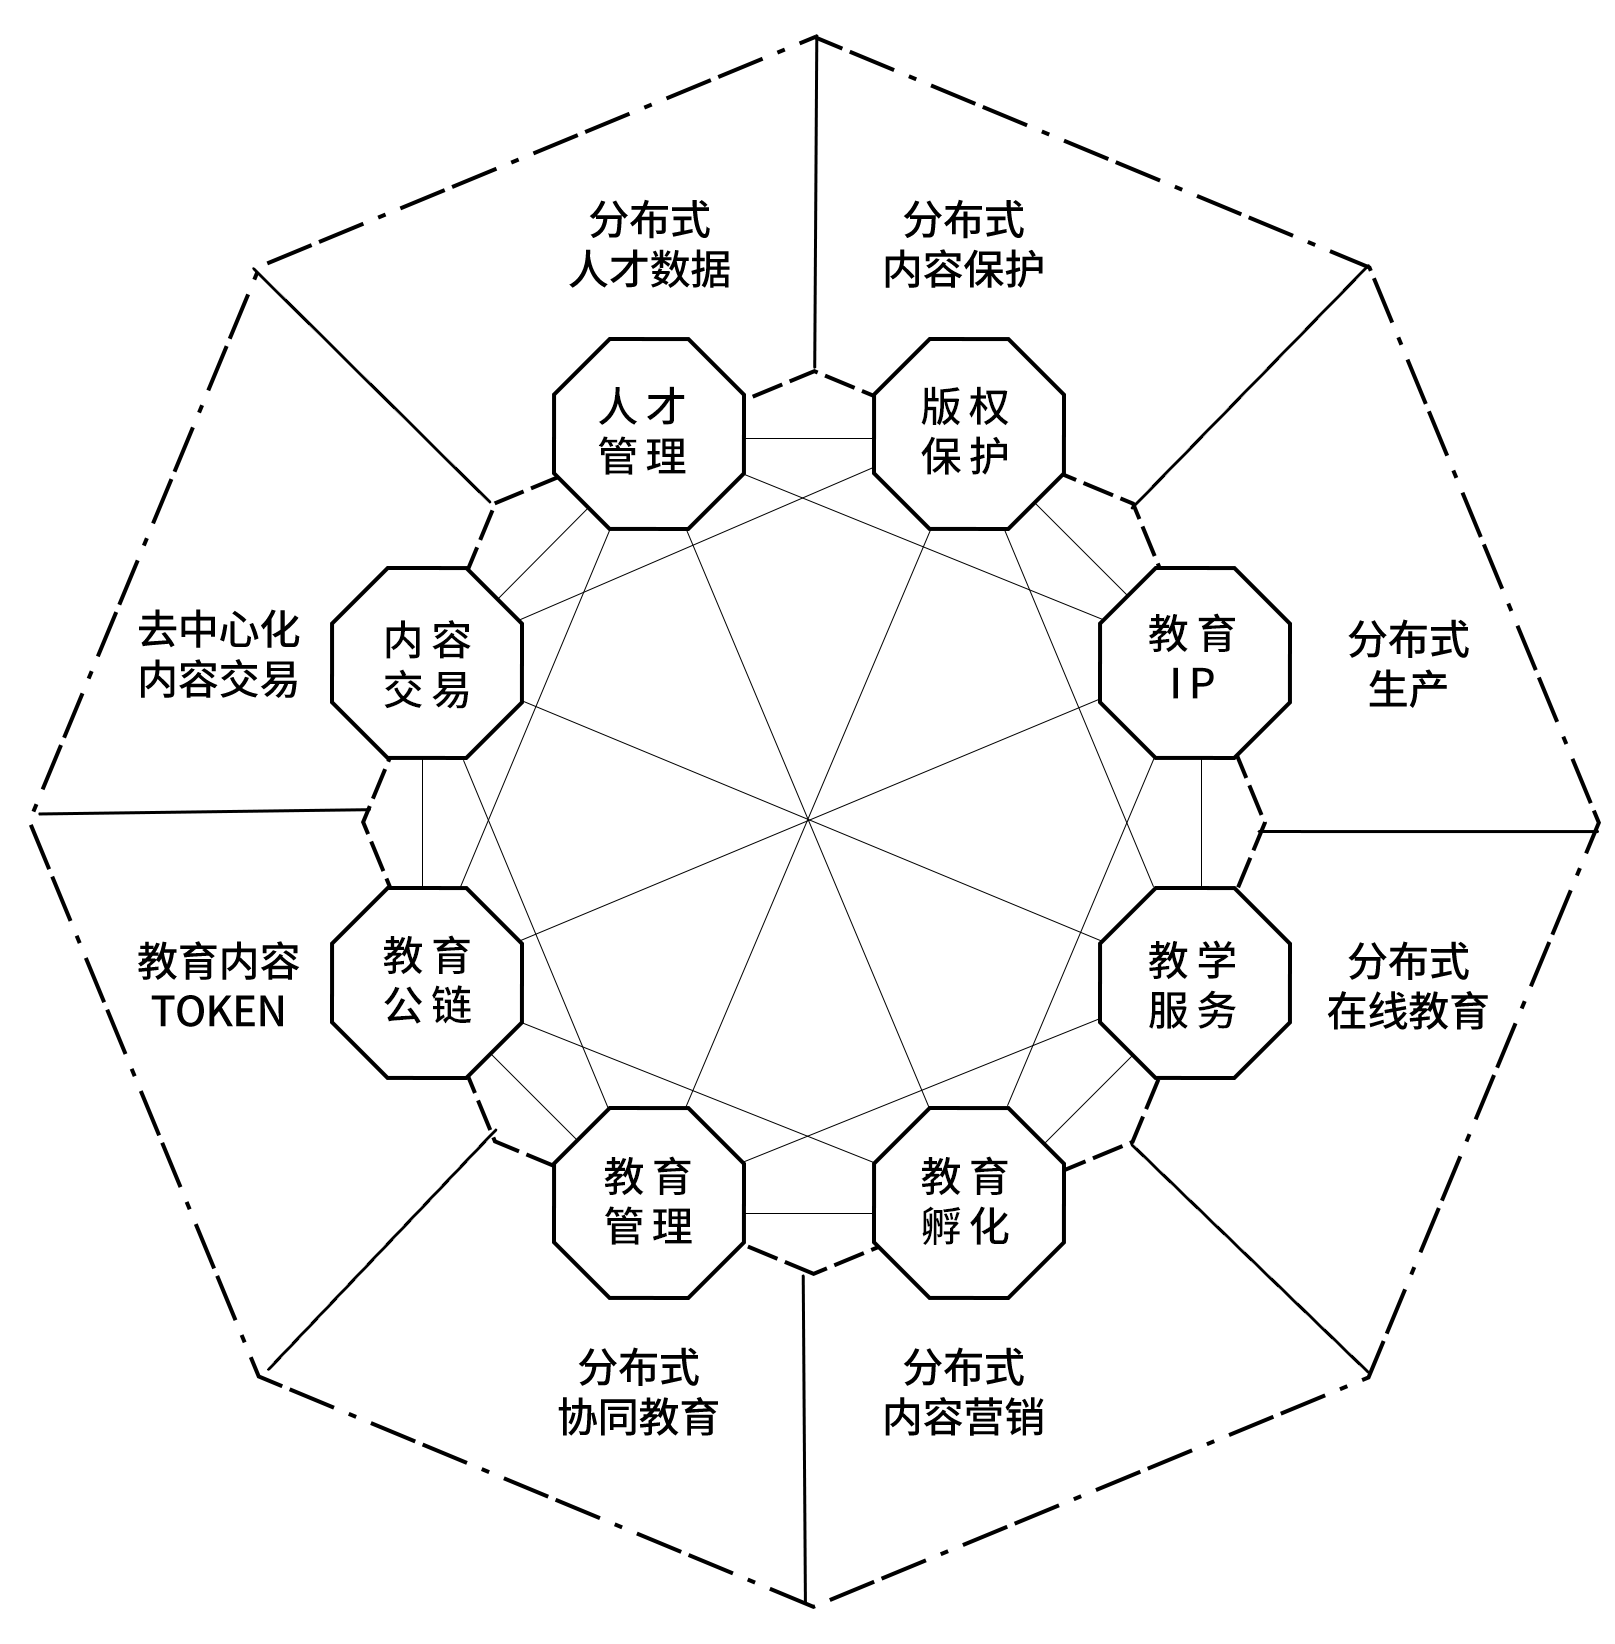 分布式
人才数据
分布式
内容保护
人才
管理
版权
保护
去中心化
内容交易
内容
交易
教育
IP
分布式
生产
教育内容
TOKEN
教育
公链
教学
服务
分布式
在线教育
教育
管理
教育
孵化
分布式
协同教育
分布式
内容营销